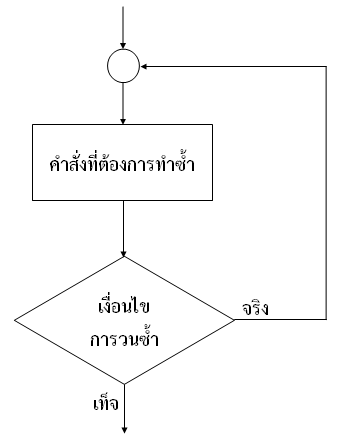 คำสั่งที่ต้องการทำซ้ำ
เงื่อนไข
การวนซ้ำ
จริง
เท็จ